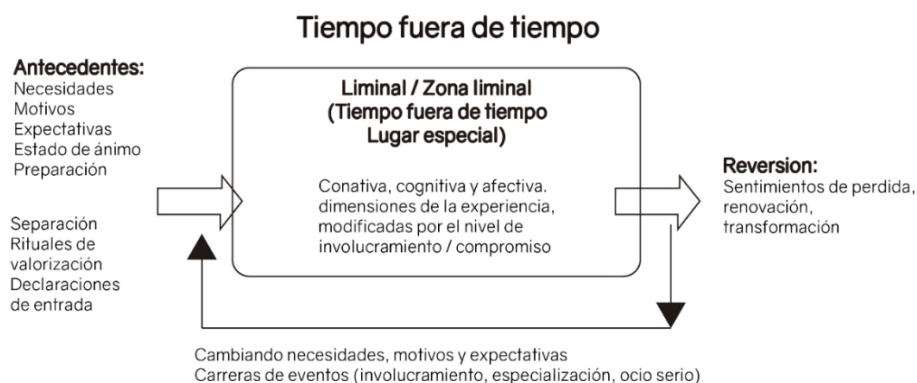 Tiempo fuera de tiempo
Antecedentes:
Necesidades
Motivos
Expectativas
Estado de ánimo
Preparación
Separación
Rituales de
valorización
Declaraciones
de entrada
Liminal / Zona liminal
(Tiempo fuera de tiempo
Lugar especial)
Conativa, cognitiva y afectiva.
dimensiones de la experiencia,
modificadas por el nivel de
involucramiento / compromiso
Reversion:
Sentimientos de perdida,
renovación,
transformación
Cambiando necesidades, motivos y expectativas
Carreras de eventos (involucramiento, especialización, ocio serio)